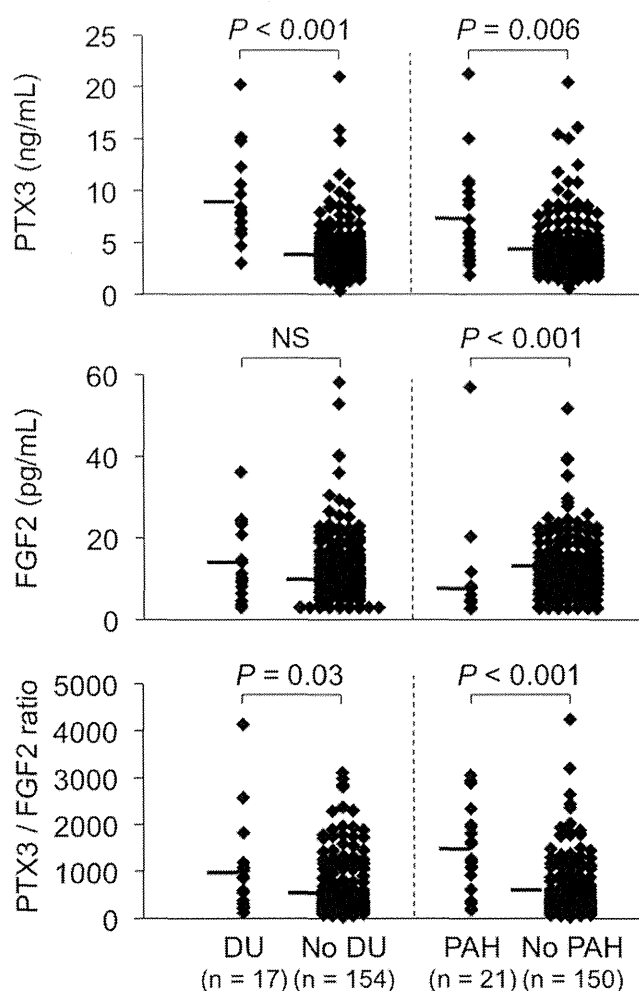 P < 0.001 P = 0.006
25
20
15
10
5
0
PTX3 (ng/mL)
NS P < 0.001
60
40
20
0
FGF2 (pg/mL)
P = 0.03 P < 0.001
5000
4000
3000
2000
1000
0
PTX3 / FGF2 ratio
DU No DU PAH No PAH
(n = 17) (n = 154) (n = 21) (n = 150)